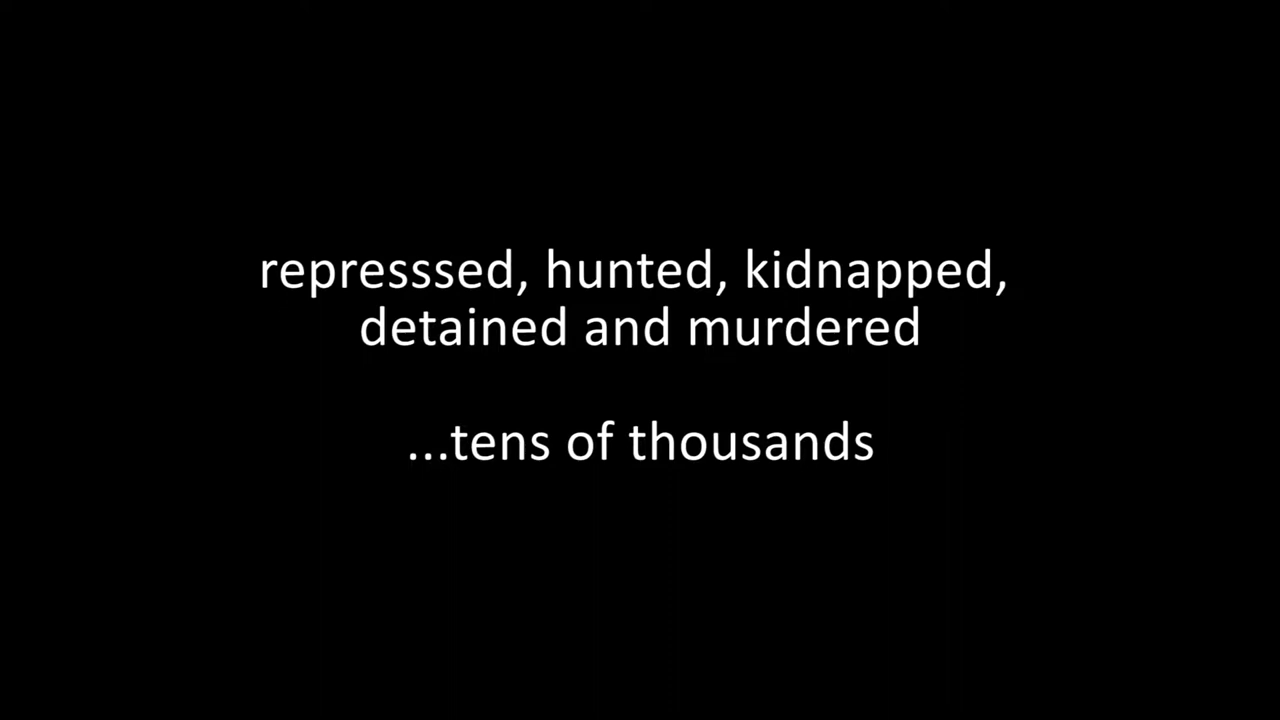 represssed, hunted, kidnapped,
detained and murdered
...tens of thousands